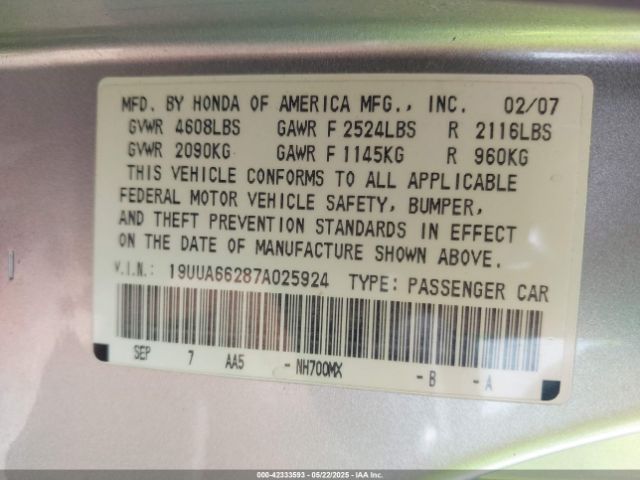 MFD. BY HONDA OF AMERICA MFG., INC. 02/07
GVWR 4608LBS GAWR F 2524LBS R 2116LBS
GVWR 2090KG GAWR F 1145KG R 960KG
THIS VEHICLE CONFORMS TO ALL APPLICABLE
FEDERAL MOTOR VEHICLE SAFETY, BUMPER,
AND THEFT PREVENTION STANDARDS IN EFFECT
ON THE DATE OF MANUFACTURE SHOWN ABOVE.
V.I.N.: 19UUA66287A025924 TYPE: PASSENGER CAR
SEP 7 AA5 -NH700MX -B -A
000-42333593 - 05/22/2025 - IAA Inc.